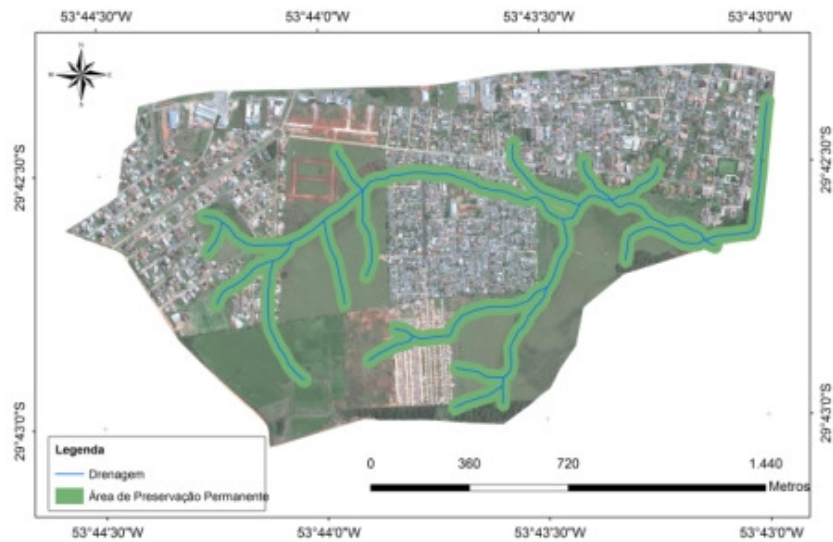 53°44'30"W 53°44'0"W 53°43'30"W 53°43'0"W
N
W E
S
29°42'30"S 29°42'30"S
29°43'0"S 29°43'0"S
Legenda
Drenagem
Área de Preservação Permanente
0 360 720 1.440
Metros
53°44'30"W 53°44'0"W 53°43'30"W 53°43'0"W